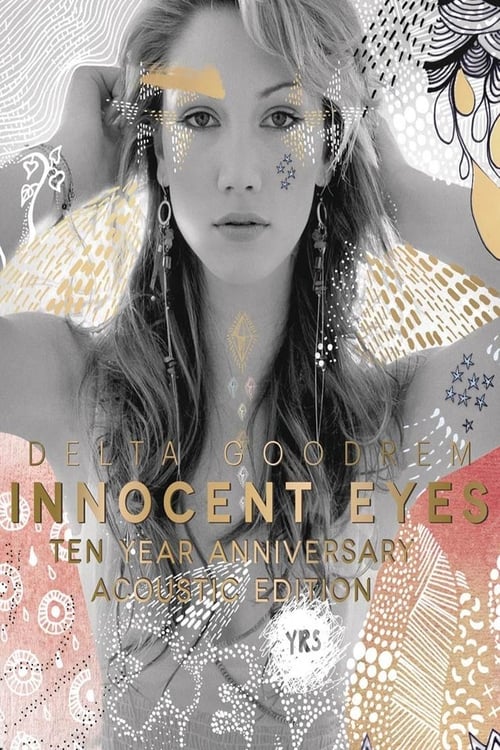 DELTA GOODREM
INNOCENT EYES
TEN YEAR ANNIVERSARY
ACOUSTIC EDITION
YRS